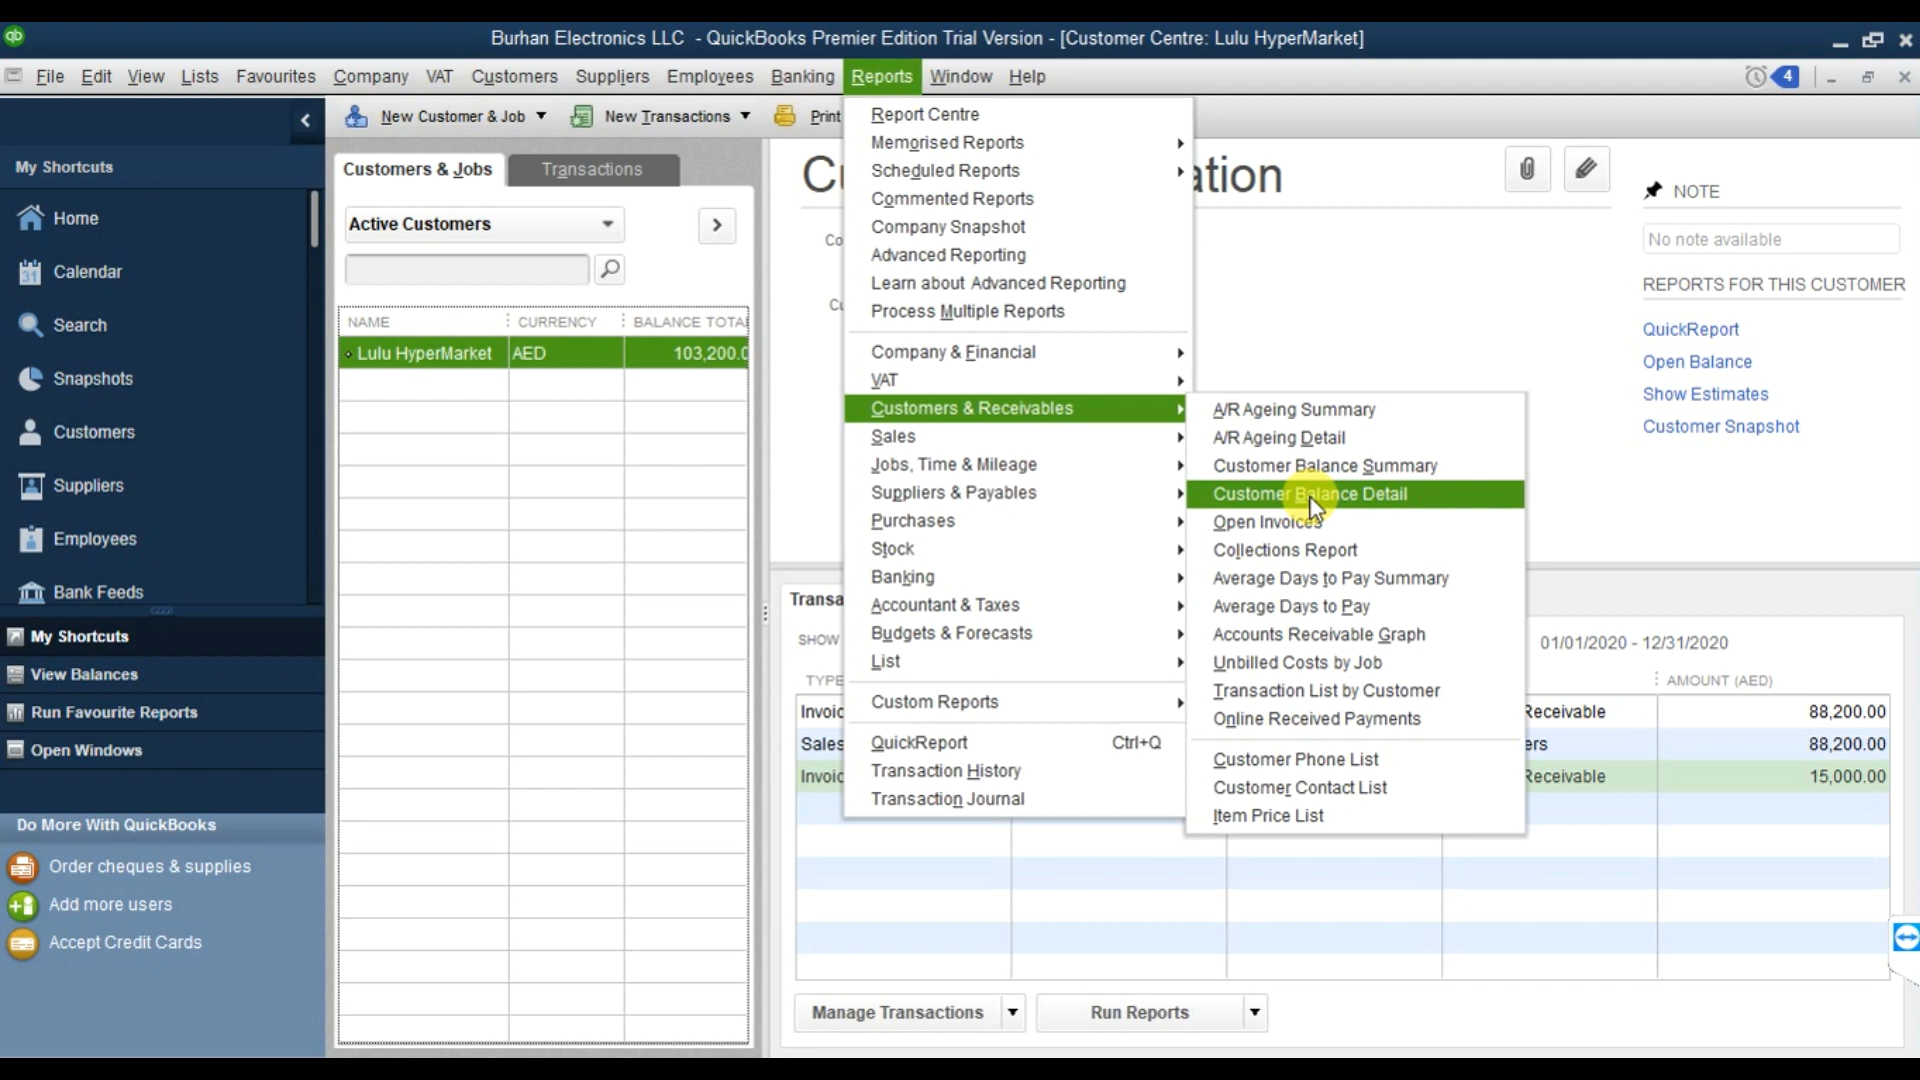 qb
Burhan Electronics LLC - QuickBooks Premier Edition Trial Version - [Customer Centre: Lulu HyperMarket]
File Edit View Lists Favourites Company VAT Customers Suppliers Employees Banking Reports Window Help
4
New Customer & Job
New Transactions
Print
My Shortcuts
Home
31
Calendar
Search
Snapshots
Customers
Suppliers
Employees
Bank Feeds
My Shortcuts
View Balances
Run Favourite Reports
Open Windows
Do More With QuickBooks
Order cheques & supplies
Add more users
Accept Credit Cards
Customers & Jobs
Transactions
Active Customers
NAME CURRENCY BALANCE TOTA
Lulu HyperMarket AED 103,200.0
Report Centre
Memorised Reports
Scheduled Reports
Commented Reports
Company Snapshot
Advanced Reporting
Learn about Advanced Reporting
Process Multiple Reports
Company & Financial
VAT
Customers & Receivables
Sales
Jobs, Time & Mileage
Suppliers & Payables
Purchases
Stock
Banking
Accountant & Taxes
Budgets & Forecasts
List
Custom Reports
QuickReport Ctrl+Q
Transaction History
Transaction Journal
A/R Ageing Summary
A/R Ageing Detail
Customer Balance Summary
Customer Balance Detail
Open Invoices
Collections Report
Average Days to Pay Summary
Average Days to Pay
Accounts Receivable Graph
Unbilled Costs by Job
Transaction List by Customer
Online Received Payments
Customer Phone List
Customer Contact List
Item Price List
Cu
ation
Co
Cu
NOTE
No note available
REPORTS FOR THIS CUSTOMER
QuickReport
Open Balance
Show Estimates
Customer Snapshot
Transa
SHOW
01/01/2020 - 12/31/2020
TYPE
AMOUNT (AED)
Invoic Receivable 88,200.00
Sales ers 88,200.00
Invoic Receivable 15,000.00
Manage Transactions
Run Reports